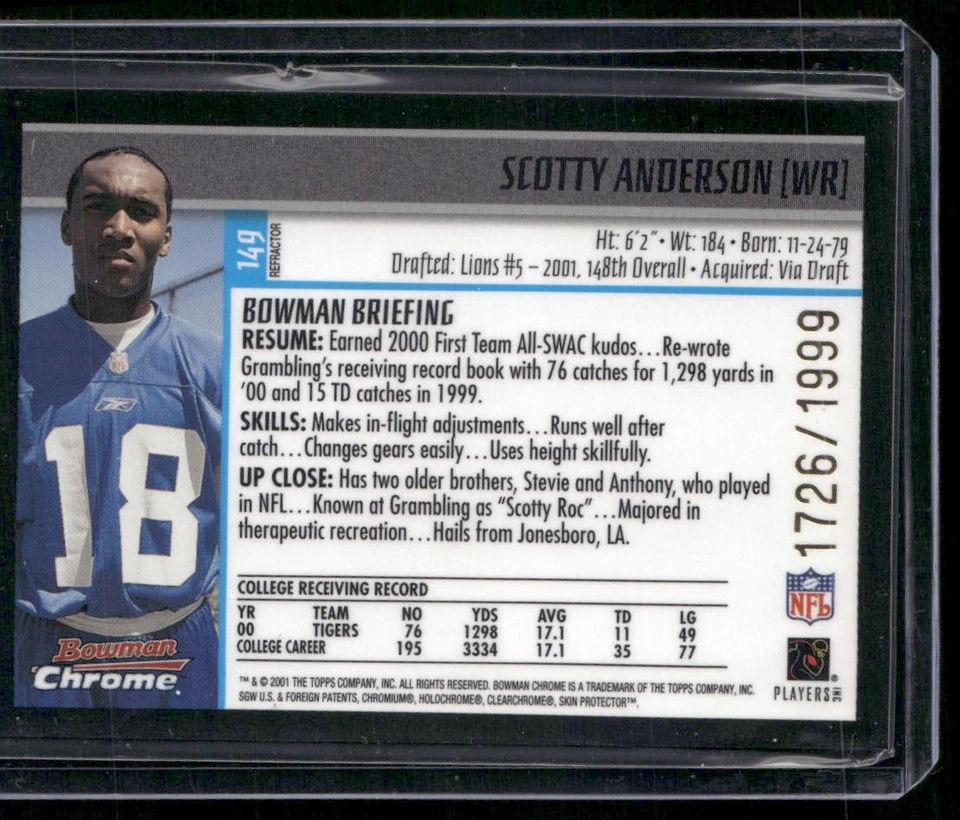 SCOTTY ANDERSON [WR]
149
REFRACTOR
Ht: 6'2" • Wt: 184 • Born: 11-24-79
Drafted: Lions #5 – 2001, 148th Overall • Acquired: Via Draft
BOWMAN BRIEFING
RESUME: Earned 2000 First Team All-SWAC kudos...Re-wrote
Grambling's receiving record book with 76 catches for 1,298 yards in
'00 and 15 TD catches in 1999.
SKILLS: Makes in-flight adjustments...Runs well after
catch...Changes gears easily...Uses height skillfully.
UP CLOSE: Has two older brothers, Stevie and Anthony, who played
in NFL...Known at Grambling as "Scotty Roc"...Majored in
therapeutic recreation...Hails from Jonesboro, LA.
1726/1999
COLLEGE RECEIVING RECORD
YR TEAM NO YDS AVG TD LG
00 TIGERS 76 1298 17.1 11 49
COLLEGE CAREER 195 3334 17.1 35 77
™ & © 2001 THE TOPPS COMPANY, INC. ALL RIGHTS RESERVED. BOWMAN CHROME IS A TRADEMARK OF THE TOPPS COMPANY, INC.
SGW U.S. & FOREIGN PATENTS, CHROMIUM®, HOLOCHROME®, CLEARCHROME®, SKIN PROTECTOR™.
NFL
PLAYERS INC
®
NFL
Reebok
18
Bowman
Chrome